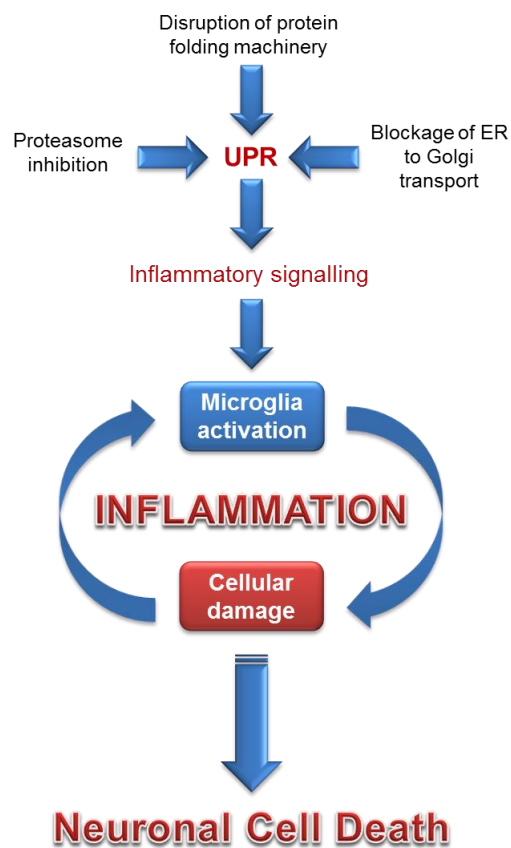 Disruption of protein
folding machinery
Proteasome
inhibition
UPR
Blockage of ER
to Golgi
transport
Inflammatory signalling
Microglia
activation
INFLAMMATION
Cellular
damage
Neuronal Cell Death